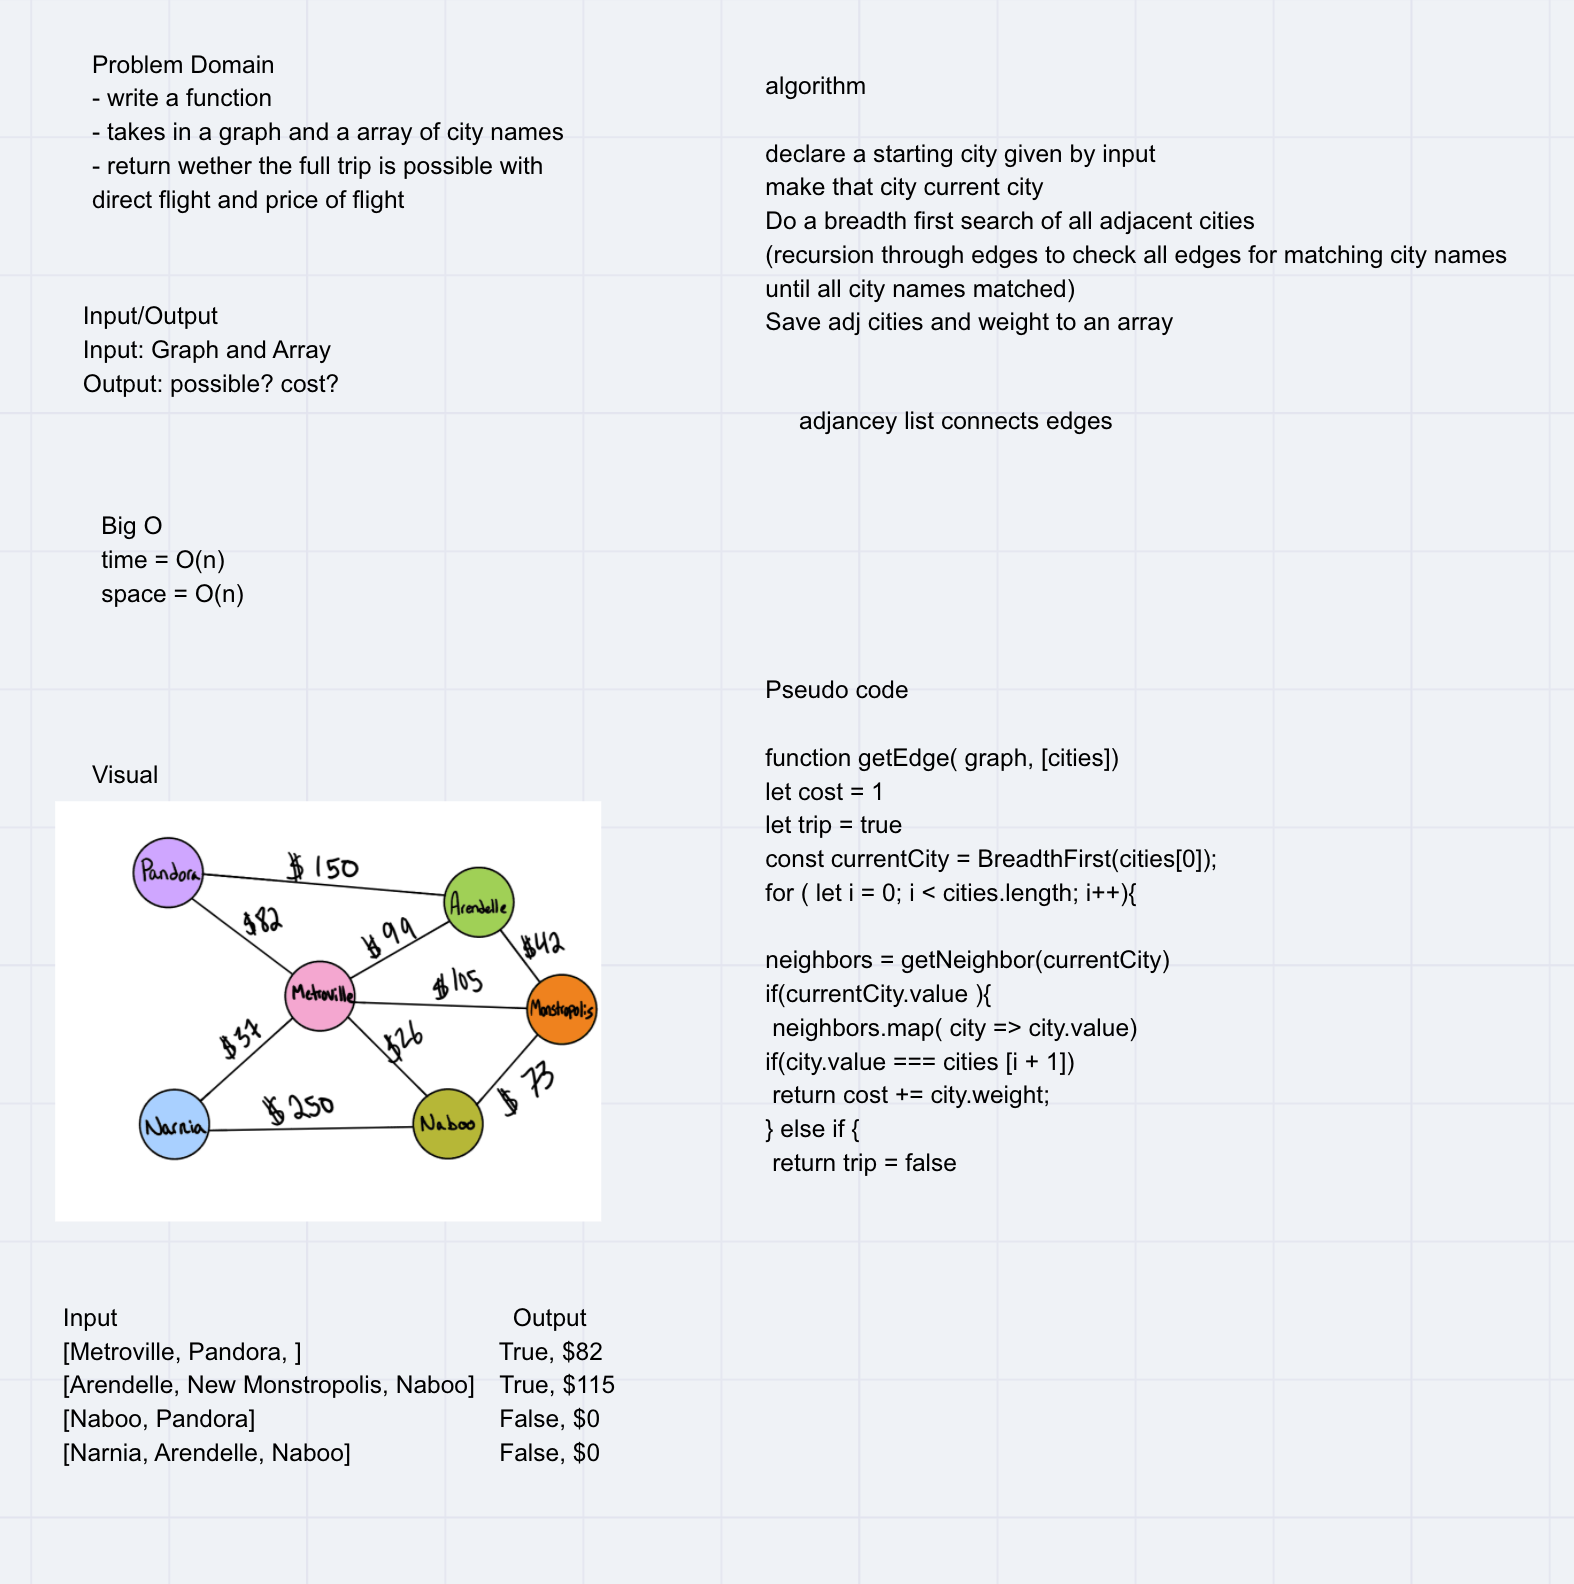 Problem Domain
- write a function
- takes in a graph and a array of city names
- return wether the full trip is possible with
direct flight and price of flight
Input/Output
Input: Graph and Array
Output: possible? cost?
Big O
time = O(n)
space = O(n)
Visual
Pandora
$150
Arendelle
$82
$99
$42
Metroville
$105
Monstropolis
$37
$26
$73
Narnia
$250
Naboo
Input Output
[Metroville, Pandora, ] True, $82
[Arendelle, New Monstropolis, Naboo] True, $115
[Naboo, Pandora] False, $0
[Narnia, Arendelle, Naboo] False, $0
algorithm
declare a starting city given by input
make that city current city
Do a breadth first search of all adjacent cities
(recursion through edges to check all edges for matching city names
until all city names matched)
Save adj cities and weight to an array
adjancey list connects edges
Pseudo code
function getEdge( graph, [cities])
let cost = 1
let trip = true
const currentCity = BreadthFirst(cities[0]);
for ( let i = 0; i < cities.length; i++){
neighbors = getNeighbor(currentCity)
if(currentCity.value ){
neighbors.map( city => city.value)
if(city.value === cities [i + 1])
return cost += city.weight;
} else if {
return trip = false